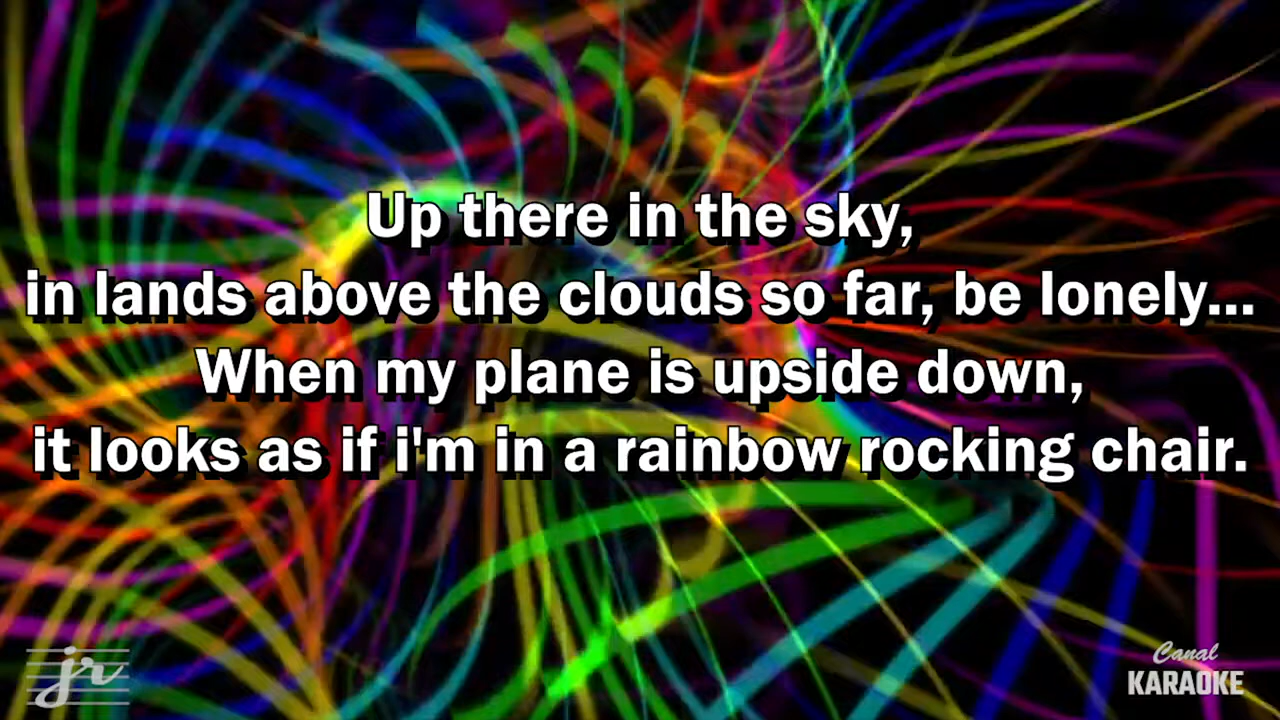 Up there in the sky,
in lands above the clouds so far, be lonely...
When my plane is upside down,
it looks as if i'm in a rainbow rocking chair.
jr
Canal
KARAOKE